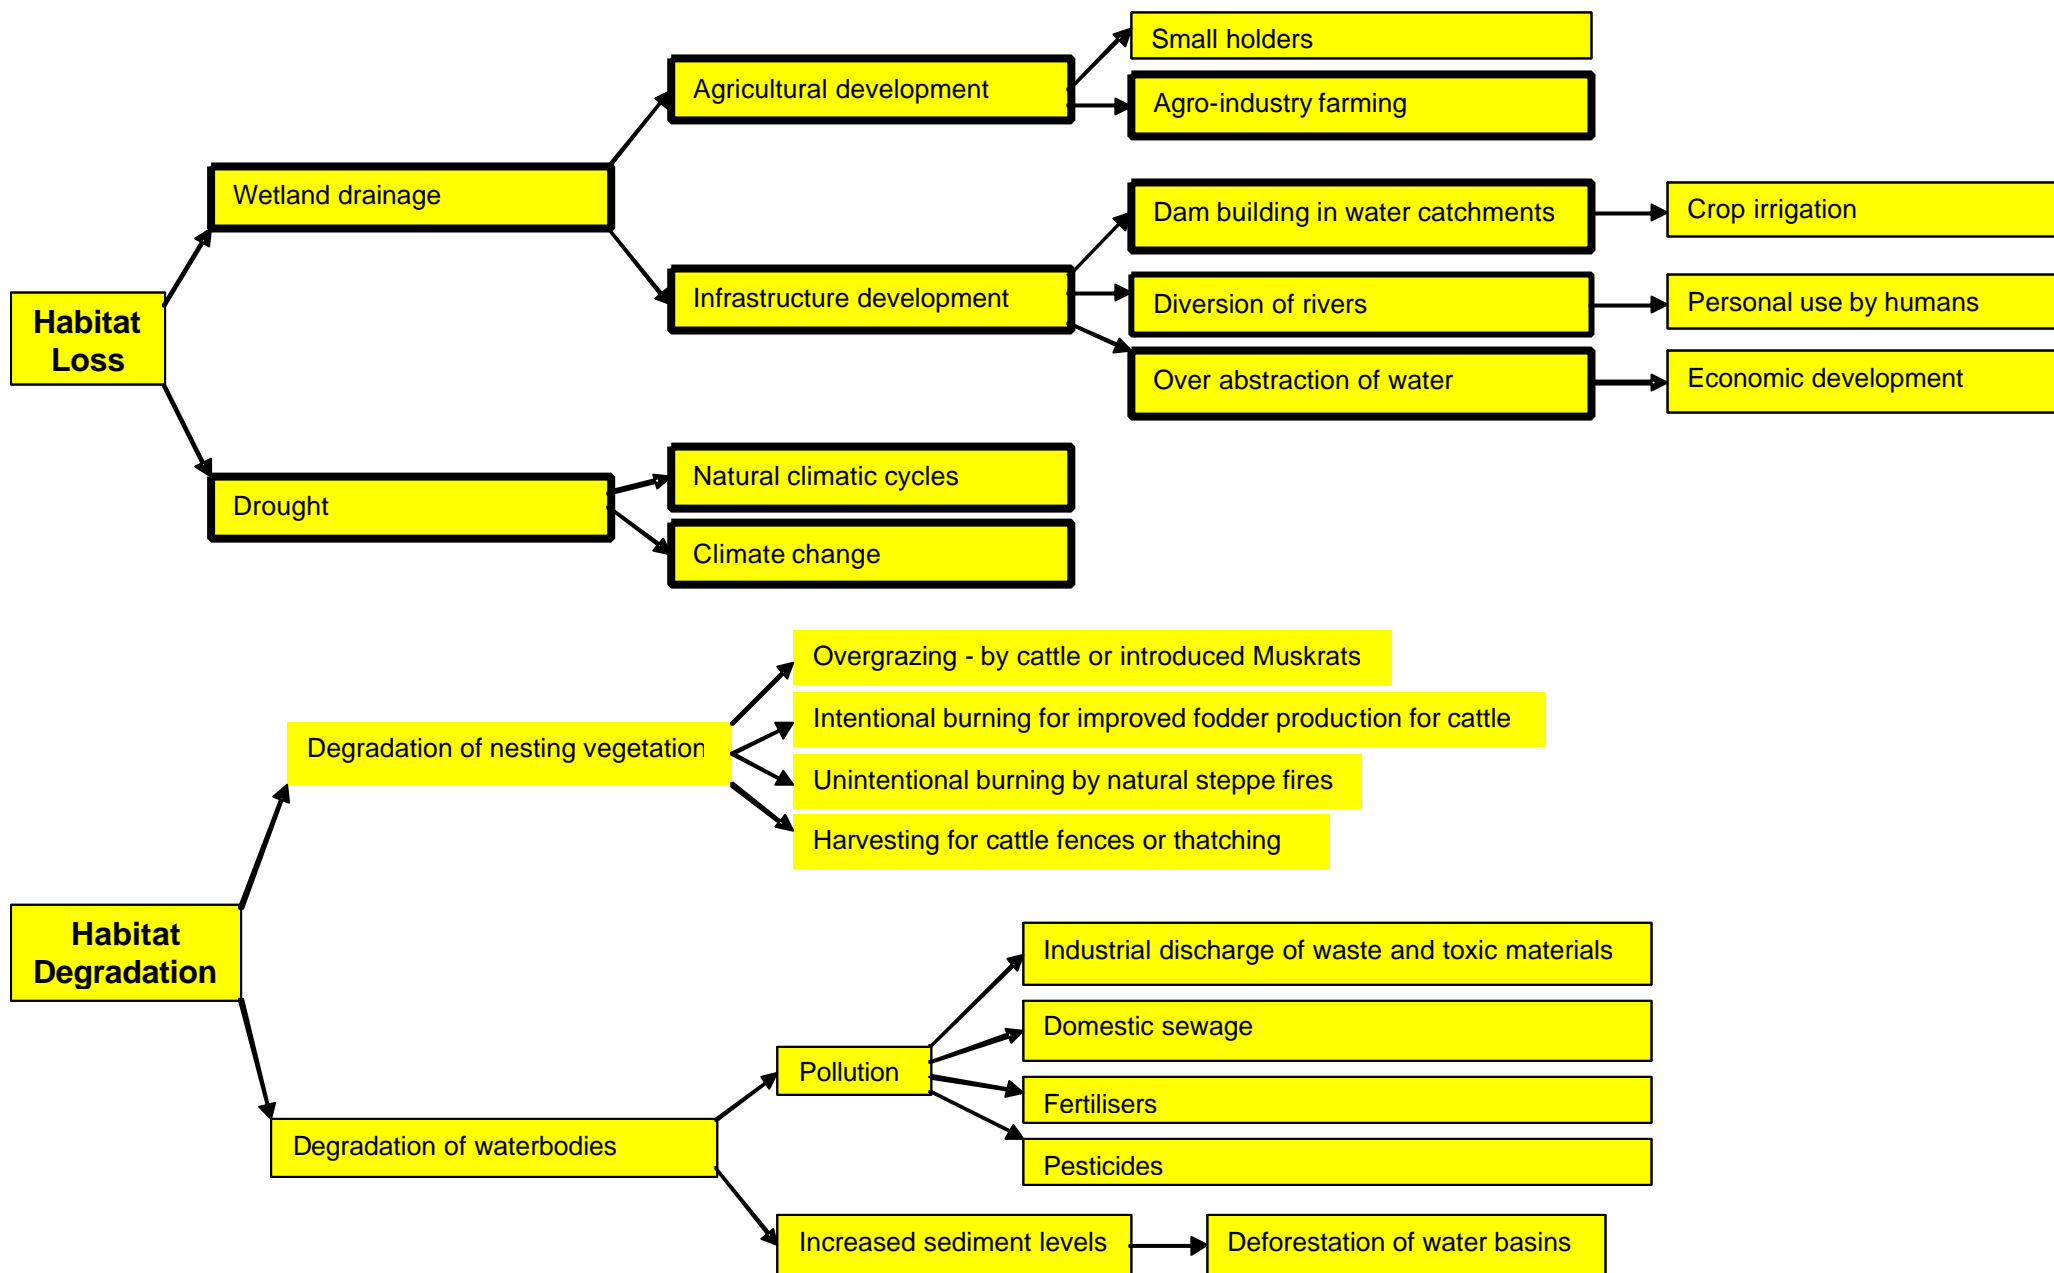 Small holders
Agricultural development
Agro-industry farming
Wetland drainage
Dam building in water catchments
Crop irrigation
Infrastructure development
Diversion of rivers
Personal use by humans
Habitat
Loss
Over abstraction of water
Economic development
Natural climatic cycles
Drought
Climate change
Overgrazing - by cattle or introduced Muskrats
Intentional burning for improved fodder production for cattle
Degradation of nesting vegetation
Unintentional burning by natural steppe fires
Harvesting for cattle fences or thatching
Habitat
Degradation
Industrial discharge of waste and toxic materials
Domestic sewage
Pollution
Fertilisers
Degradation of waterbodies
Pesticides
Increased sediment levels
Deforestation of water basins